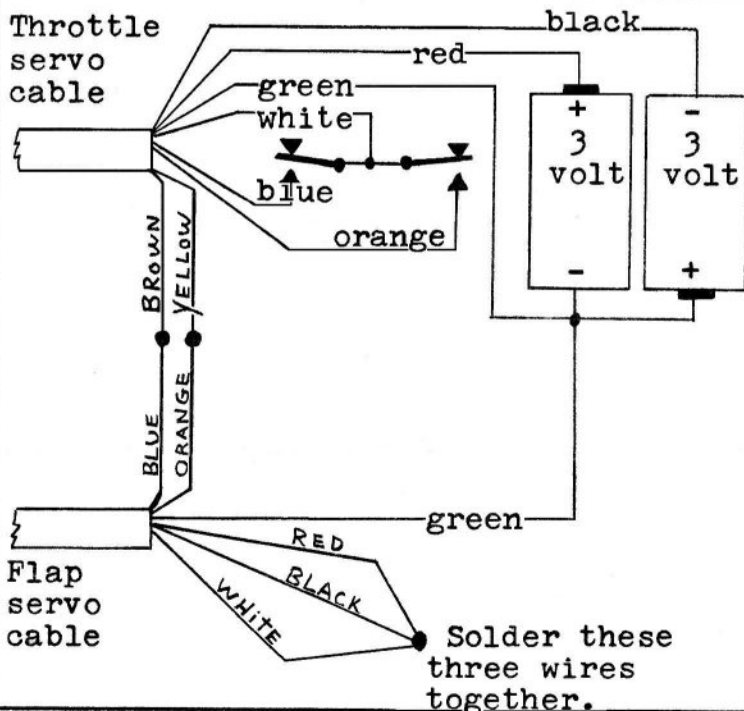 Throttle
servo
cable
black
red
green
white
blue
orange
+
3
volt
-
-
3
volt
+
BROWN
YELLOW
BLUE
ORANGE
green
RED
BLACK
WHITE
Flap
servo
cable
Solder these
three wires
together.